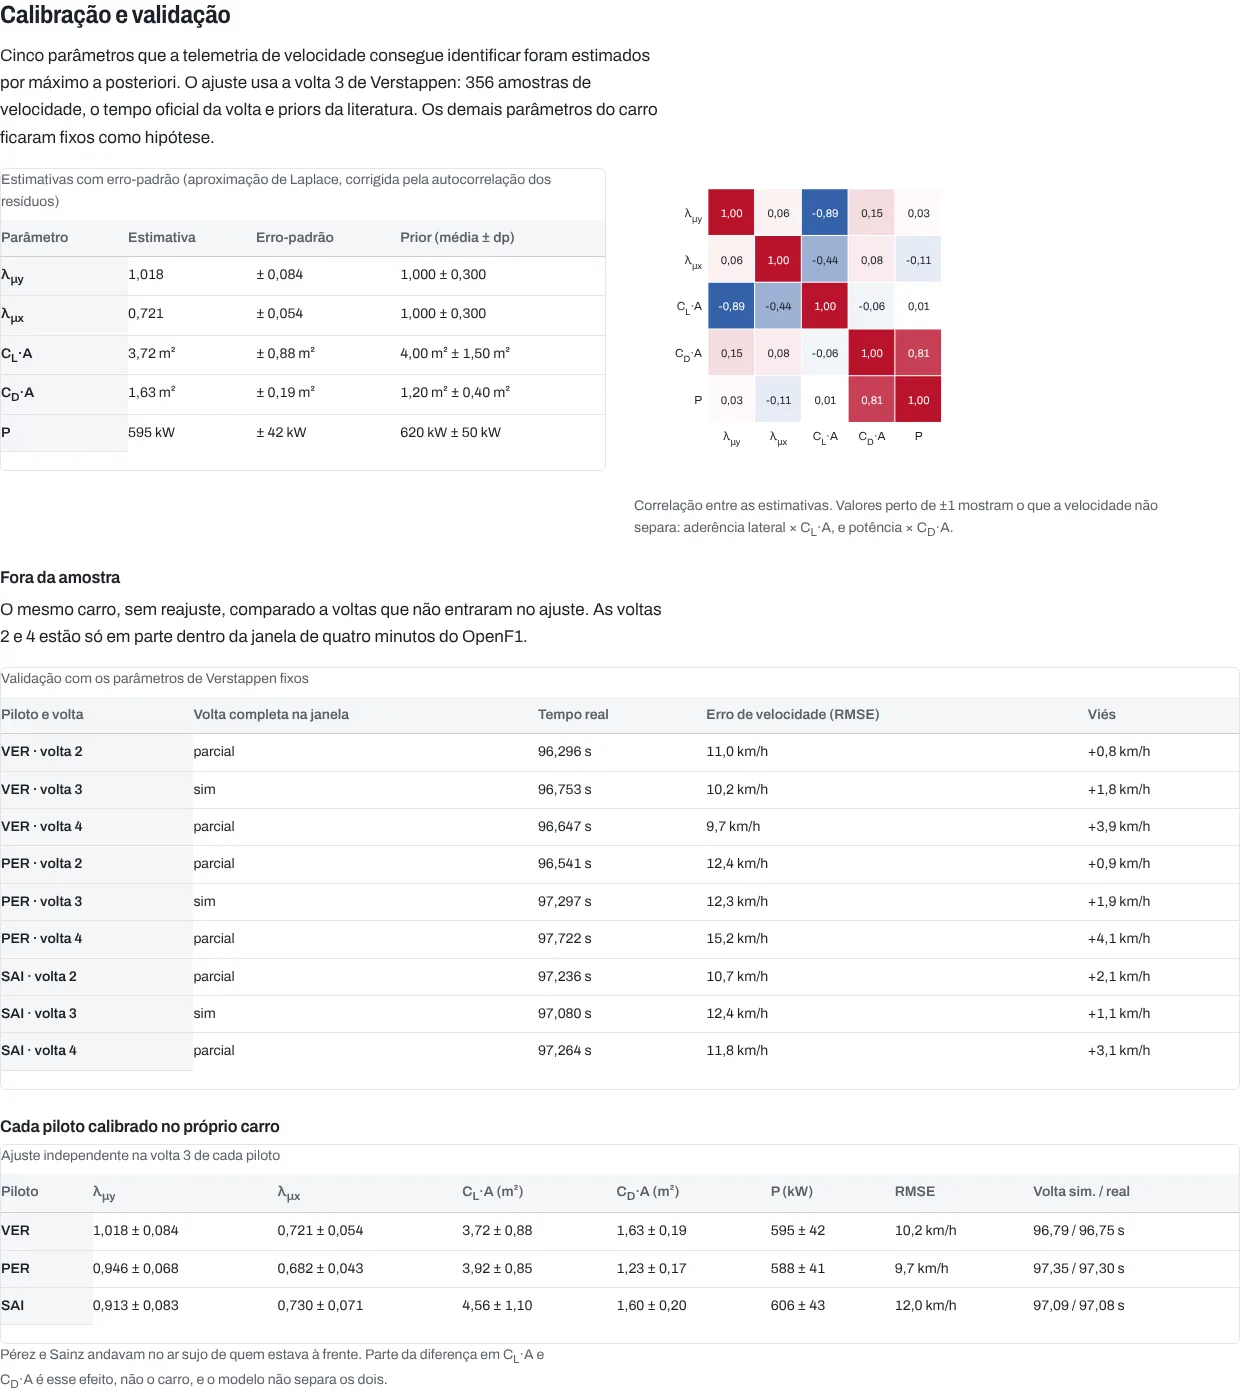 Calibração e validação
Cinco parâmetros que a telemetria de velocidade consegue identificar foram estimados
por máximo a posteriori. O ajuste usa a volta 3 de Verstappen: 356 amostras de
velocidade, o tempo oficial da volta e priors da literatura. Os demais parâmetros do carro
ficaram fixos como hipótese.
Estimativas com erro-padrão (aproximação de Laplace, corrigida pela autocorrelação dos
resíduos)
Parâmetro Estimativa Erro-padrão Prior (média ± dp)
λμy 1,018 ± 0,084 1,000 ± 0,300
λμx 0,721 ± 0,054 1,000 ± 0,300
CL·A 3,72 m² ± 0,88 m² 4,00 m² ± 1,50 m²
CD·A 1,63 m² ± 0,19 m² 1,20 m² ± 0,40 m²
P 595 kW ± 42 kW 620 kW ± 50 kW
λμy 1,00 0,06 -0,89 0,15 0,03
λμx 0,06 1,00 -0,44 0,08 -0,11
CL·A -0,89 -0,44 1,00 -0,06 0,01
CD·A 0,15 0,08 -0,06 1,00 0,81
P 0,03 -0,11 0,01 0,81 1,00
λμy λμx CL·A CD·A P
Correlação entre as estimativas. Valores perto de ±1 mostram o que a velocidade não
separa: aderência lateral × CL·A, e potência × CD·A.
Fora da amostra
O mesmo carro, sem reajuste, comparado a voltas que não entraram no ajuste. As voltas
2 e 4 estão só em parte dentro da janela de quatro minutos do OpenF1.
Validação com os parâmetros de Verstappen fixos
Piloto e volta Volta completa na janela Tempo real Erro de velocidade (RMSE) Viés
VER · volta 2 parcial 96,296 s 11,0 km/h +0,8 km/h
VER · volta 3 sim 96,753 s 10,2 km/h +1,8 km/h
VER · volta 4 parcial 96,647 s 9,7 km/h +3,9 km/h
PER · volta 2 parcial 96,541 s 12,4 km/h +0,9 km/h
PER · volta 3 sim 97,297 s 12,3 km/h +1,9 km/h
PER · volta 4 parcial 97,722 s 15,2 km/h +4,1 km/h
SAI · volta 2 parcial 97,236 s 10,7 km/h +2,1 km/h
SAI · volta 3 sim 97,080 s 12,4 km/h +1,1 km/h
SAI · volta 4 parcial 97,264 s 11,8 km/h +3,1 km/h
Cada piloto calibrado no próprio carro
Ajuste independente na volta 3 de cada piloto
Piloto λμy λμx CL·A (m²) CD·A (m²) P (kW) RMSE Volta sim. / real
VER 1,018 ± 0,084 0,721 ± 0,054 3,72 ± 0,88 1,63 ± 0,19 595 ± 42 10,2 km/h 96,79 / 96,75 s
PER 0,946 ± 0,068 0,682 ± 0,043 3,92 ± 0,85 1,23 ± 0,17 588 ± 41 9,7 km/h 97,35 / 97,30 s
SAI 0,913 ± 0,083 0,730 ± 0,071 4,56 ± 1,10 1,60 ± 0,20 606 ± 43 12,0 km/h 97,09 / 97,08 s
Pérez e Sainz andavam no ar sujo de quem estava à frente. Parte da diferença em CL·A e
CD·A é esse efeito, não o carro, e o modelo não separa os dois.